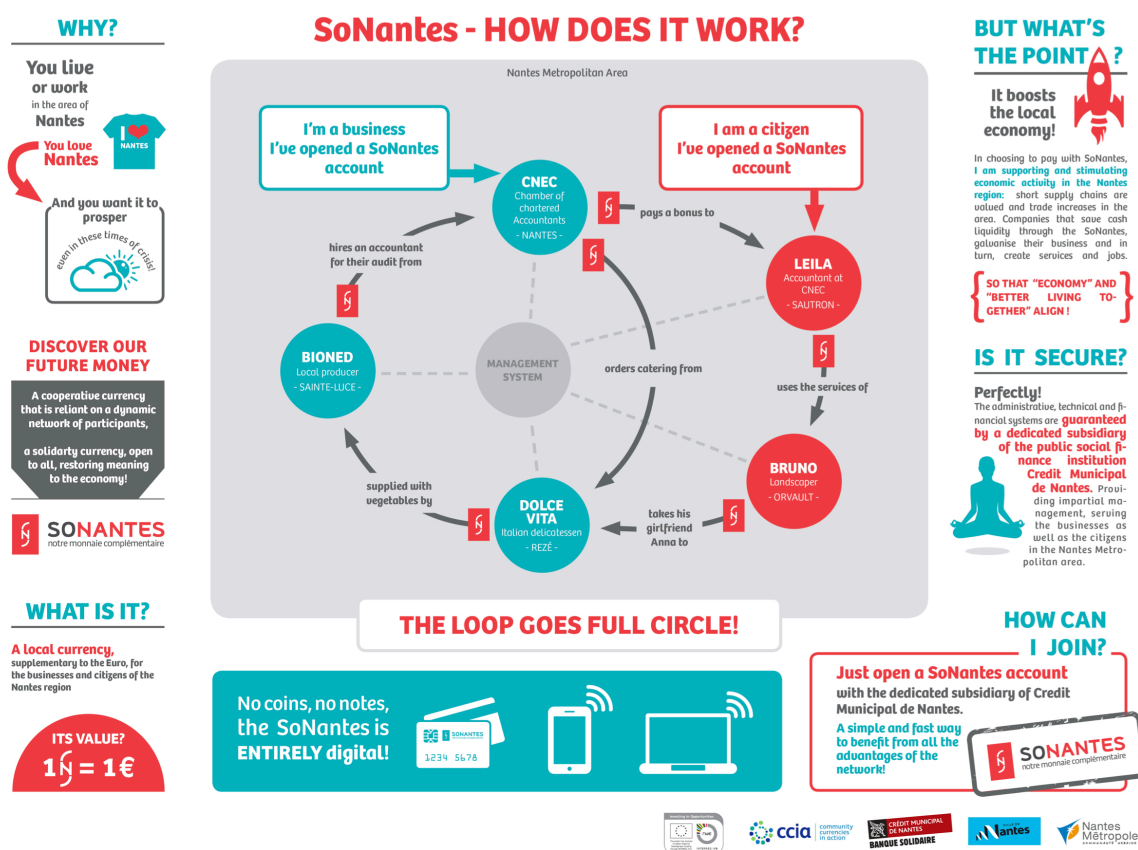 WHY?
You live
or work
in the area of
Nantes
I
NANTES
You love
Nantes
And you want it to
prosper
even in these times of crisis!
DISCOVER OUR
FUTURE MONEY
A cooperative currency
that is reliant on a dynamic
network of participants,
a solidarty currency, open
to all, restoring meaning
to the economy!
SONANTES
notre monnaie complémentaire
WHAT IS IT?
A local currency,
supplementary to the Euro, for
the businesses and citizens of the
Nantes region
ITS VALUE?
1 = 1€
SoNantes - HOW DOES IT WORK?
Nantes Metropolitan Area
I'm a business
I've opened a SoNantes
account
I am a citizen
I've opened a SoNantes
account
CNEC
Chamber of
chartered
Accountants
- NANTES -
pays a bonus to
LEILA
Accountant at
CNEC
- SAUTRON -
uses the services of
BRUNO
Landscaper
- ORVAULT -
takes his
girlfriend
Anna to
orders catering from
DOLCE
VITA
Italian delicatessen
- REZÉ -
supplied with
vegetables by
BIONED
Local producer
- SAINTE-LUCE -
hires an accountant
for their audit from
MANAGEMENT
SYSTEM
THE LOOP GOES FULL CIRCLE!
No coins, no notes,
the SoNantes is
ENTIRELY digital!
SONANTES
1234 5678
BUT WHAT'S
THE POINT ?
It boosts
the local
economy!
In choosing to pay with SoNantes,
I am supporting and stimulating
economic activity in the Nantes
region: short supply chains are
valued and trade increases in the
area. Companies that save cash
liquidity through the SoNantes,
galvanise their business and in
turn, create services and jobs.
SO THAT "ECONOMY" AND
"BETTER LIVING TO-
GETHER" ALIGN !
IS IT SECURE?
Perfectly!
The administrative, technical and fi-
nancial systems are guaranteed
by a dedicated subsidiary
of the public social fi-
nance institution
Credit Municipal
de Nantes. Provi-
ding impartial ma-
nagement, serving
the businesses as
well as the citizens
in the Nantes Metro-
politan area.
HOW CAN
I JOIN?
Just open a SoNantes account
with the dedicated subsidiary of Credit
Municipal de Nantes.
A simple and fast way
to benefit from all the
advantages of the
network!
SONANTES
notre monnaie complémentaire
Investing in Opportunities
ccia
community
currencies
in action
CRÉDIT MUNICIPAL
DE NANTES
BANQUE SOLIDAIRE
VILLE DE
Nantes
Nantes
Métropole
COMMUNAUTÉ URBAINE